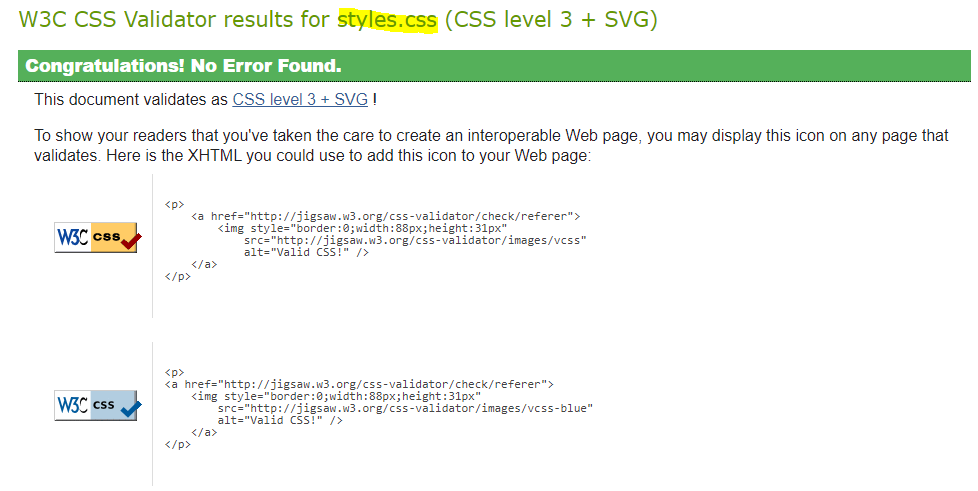 W3C CSS Validator results for styles.css (CSS level 3 + SVG)
Congratulations! No Error Found.
This document validates as CSS level 3 + SVG !
To show your readers that you've taken the care to create an interoperable Web page, you may display this icon on any page that
validates. Here is the XHTML you could use to add this icon to your Web page:
W3C css
<p>
    <a href="http://jigsaw.w3.org/css-validator/check/referer">
        <img style="border:0;width:88px;height:31px"
            src="http://jigsaw.w3.org/css-validator/images/vcss"
            alt="Valid CSS!" />
    </a>
</p>
W3C css
<p>
<a href="http://jigsaw.w3.org/css-validator/check/referer">
    <img style="border:0;width:88px;height:31px"
        src="http://jigsaw.w3.org/css-validator/images/vcss-blue"
        alt="Valid CSS!" />
    </a>
</p>